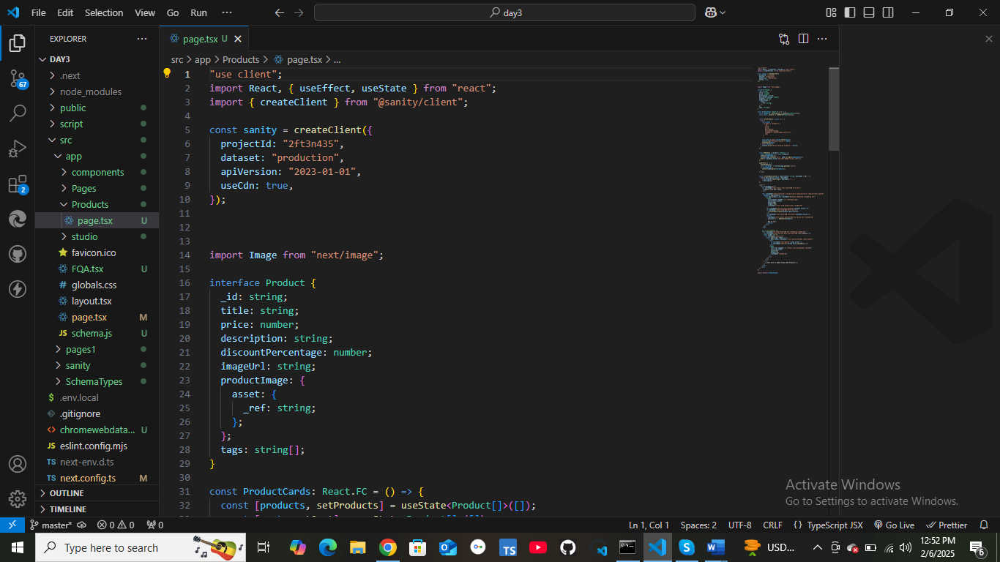 File Edit Selection View Go Run ··· day3
EXPLORER ···
DAY3
.next
node_modules
public
script
src
app
components
Pages
Products
page.tsx U
studio
favicon.ico
FQA.tsx U
globals.css
layout.tsx
page.tsx M
JS schema.js U
pages1
sanity
SchemaTypes
$ .env.local
.gitignore
chromewebdata... U
JS eslint.config.mjs
TS next-env.d.ts
TS next.config.ts M
OUTLINE
TIMELINE
67
2
page.tsx U
src > app > Products > page.tsx > ...
1 "use client";
2 import React, { useEffect, useState } from "react";
3 import { createClient } from "@sanity/client";
4
5 const sanity = createClient({
6 projectId: "2ft3n435",
7 dataset: "production",
8 apiVersion: "2023-01-01",
9 useCdn: true,
10 });
11
12
13
14 import Image from "next/image";
15
16 interface Product {
17 _id: string;
18 title: string;
19 price: number;
20 description: string;
21 discountPercentage: number;
22 imageUrl: string;
23 productImage: {
24 asset: {
25 _ref: string;
26 };
27 };
28 tags: string[];
29 }
30
31 const ProductCards: React.FC = () => {
32 const [products, setProducts] = useState<Product[]>([]);
Activate Windows
Go to Settings to activate Windows.
master* 0 0 0 Ln 1, Col 1 Spaces: 2 UTF-8 CRLF {} TypeScript JSX Go Live Prettier
Type here to search TS USD... 12:52 PM
2/6/2025 6